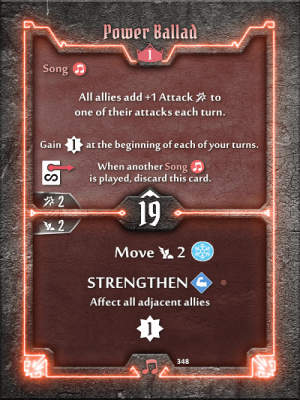 Power Ballad
1
Song
All allies add +1 Attack to
one of their attacks each turn.
Gain 1 at the beginning of each of your turns.
When another Song
is played, discard this card.
2
19
2
Move 2
STRENGTHEN
Affect all adjacent allies
1
348